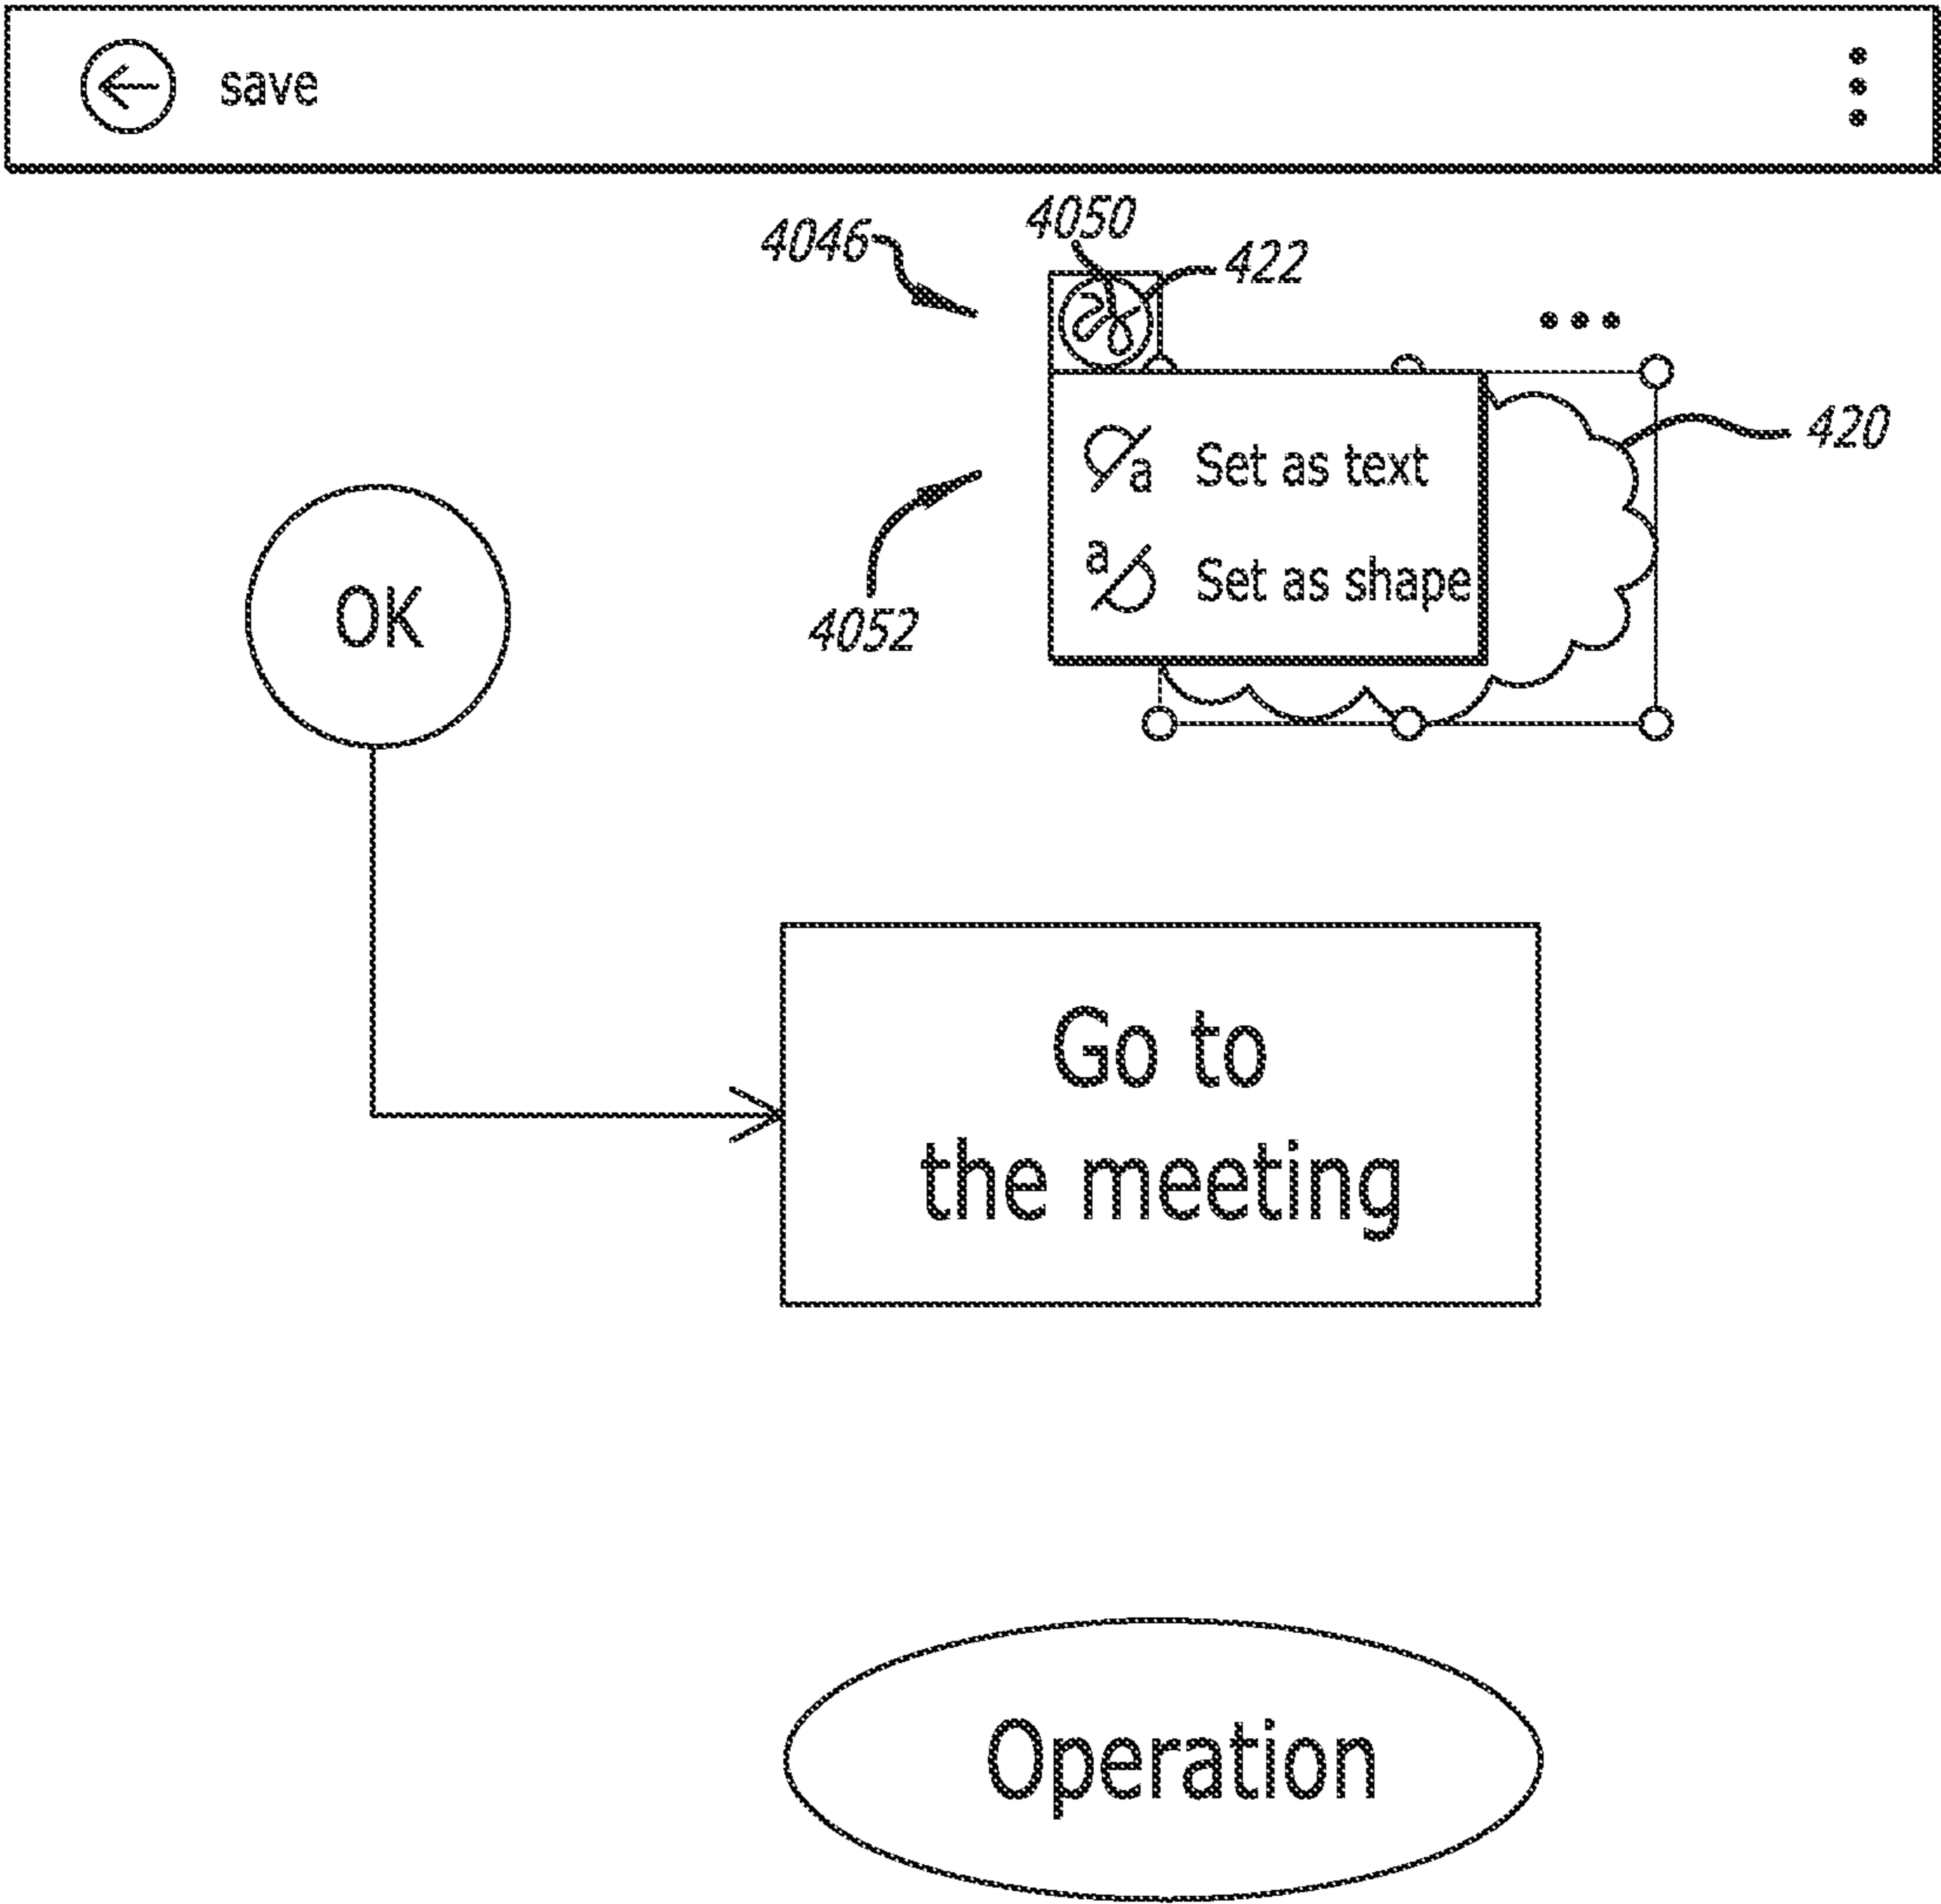 save
4050
4046
422
420
a Set as text
a Set as shape
4052
OK
Go to
the meeting
Operation